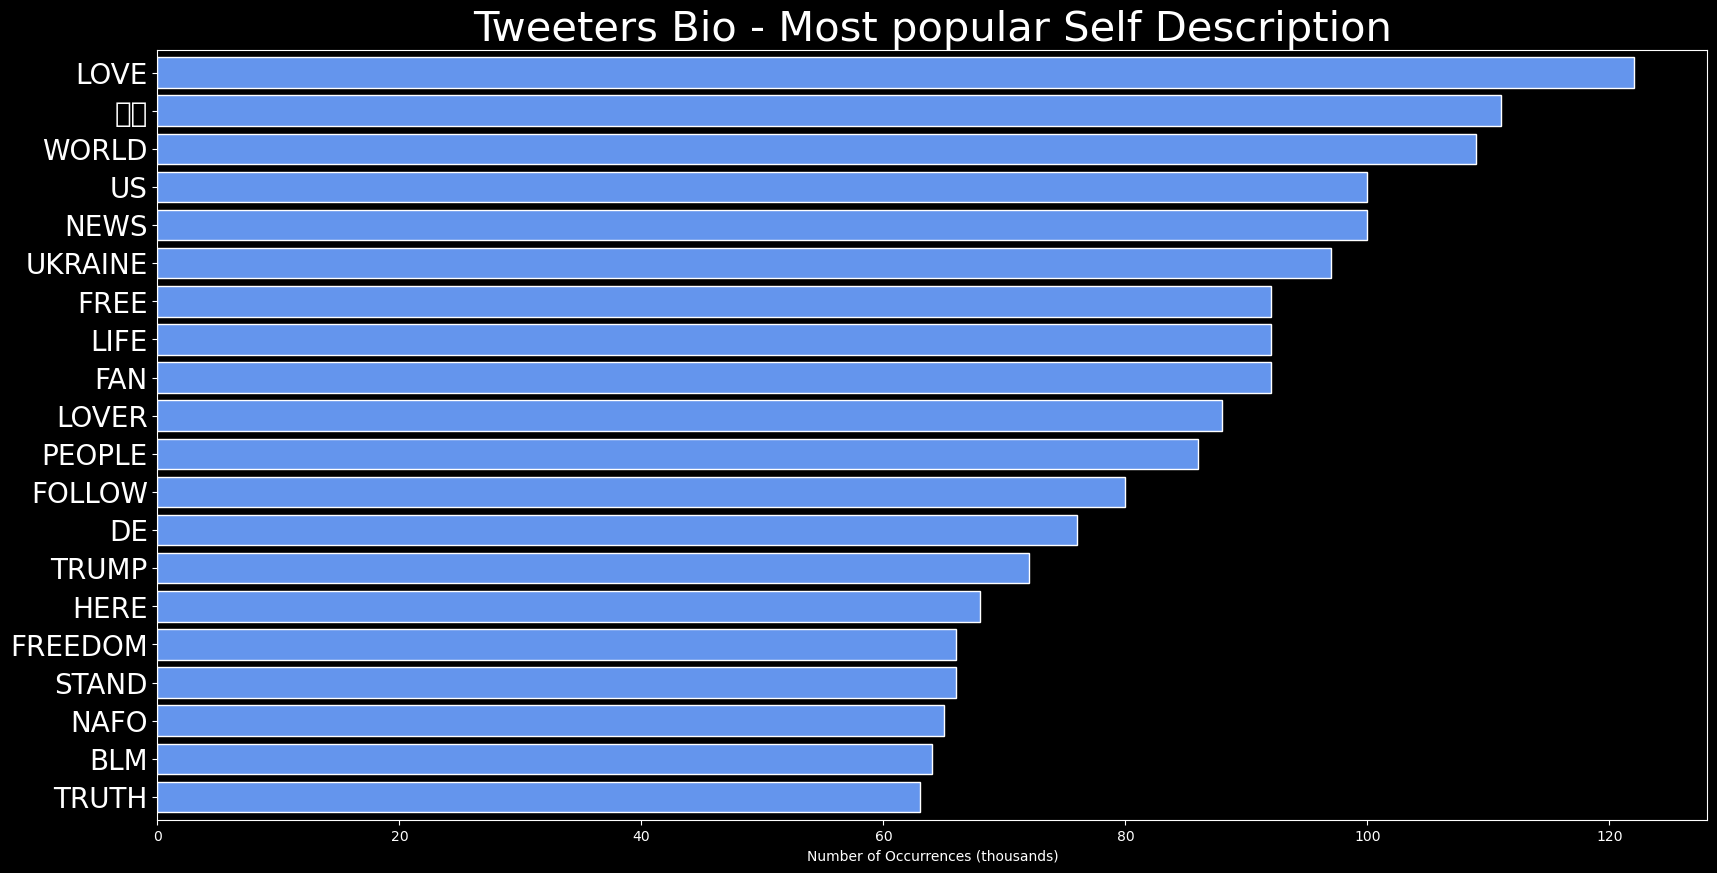 Tweeters Bio - Most popular Self Description
LOVE
WORLD
US
NEWS
UKRAINE
FREE
LIFE
FAN
LOVER
PEOPLE
FOLLOW
DE
TRUMP
HERE
FREEDOM
STAND
NAFO
BLM
TRUTH
0 20 40 60 80 100 120
Number of Occurrences (thousands)